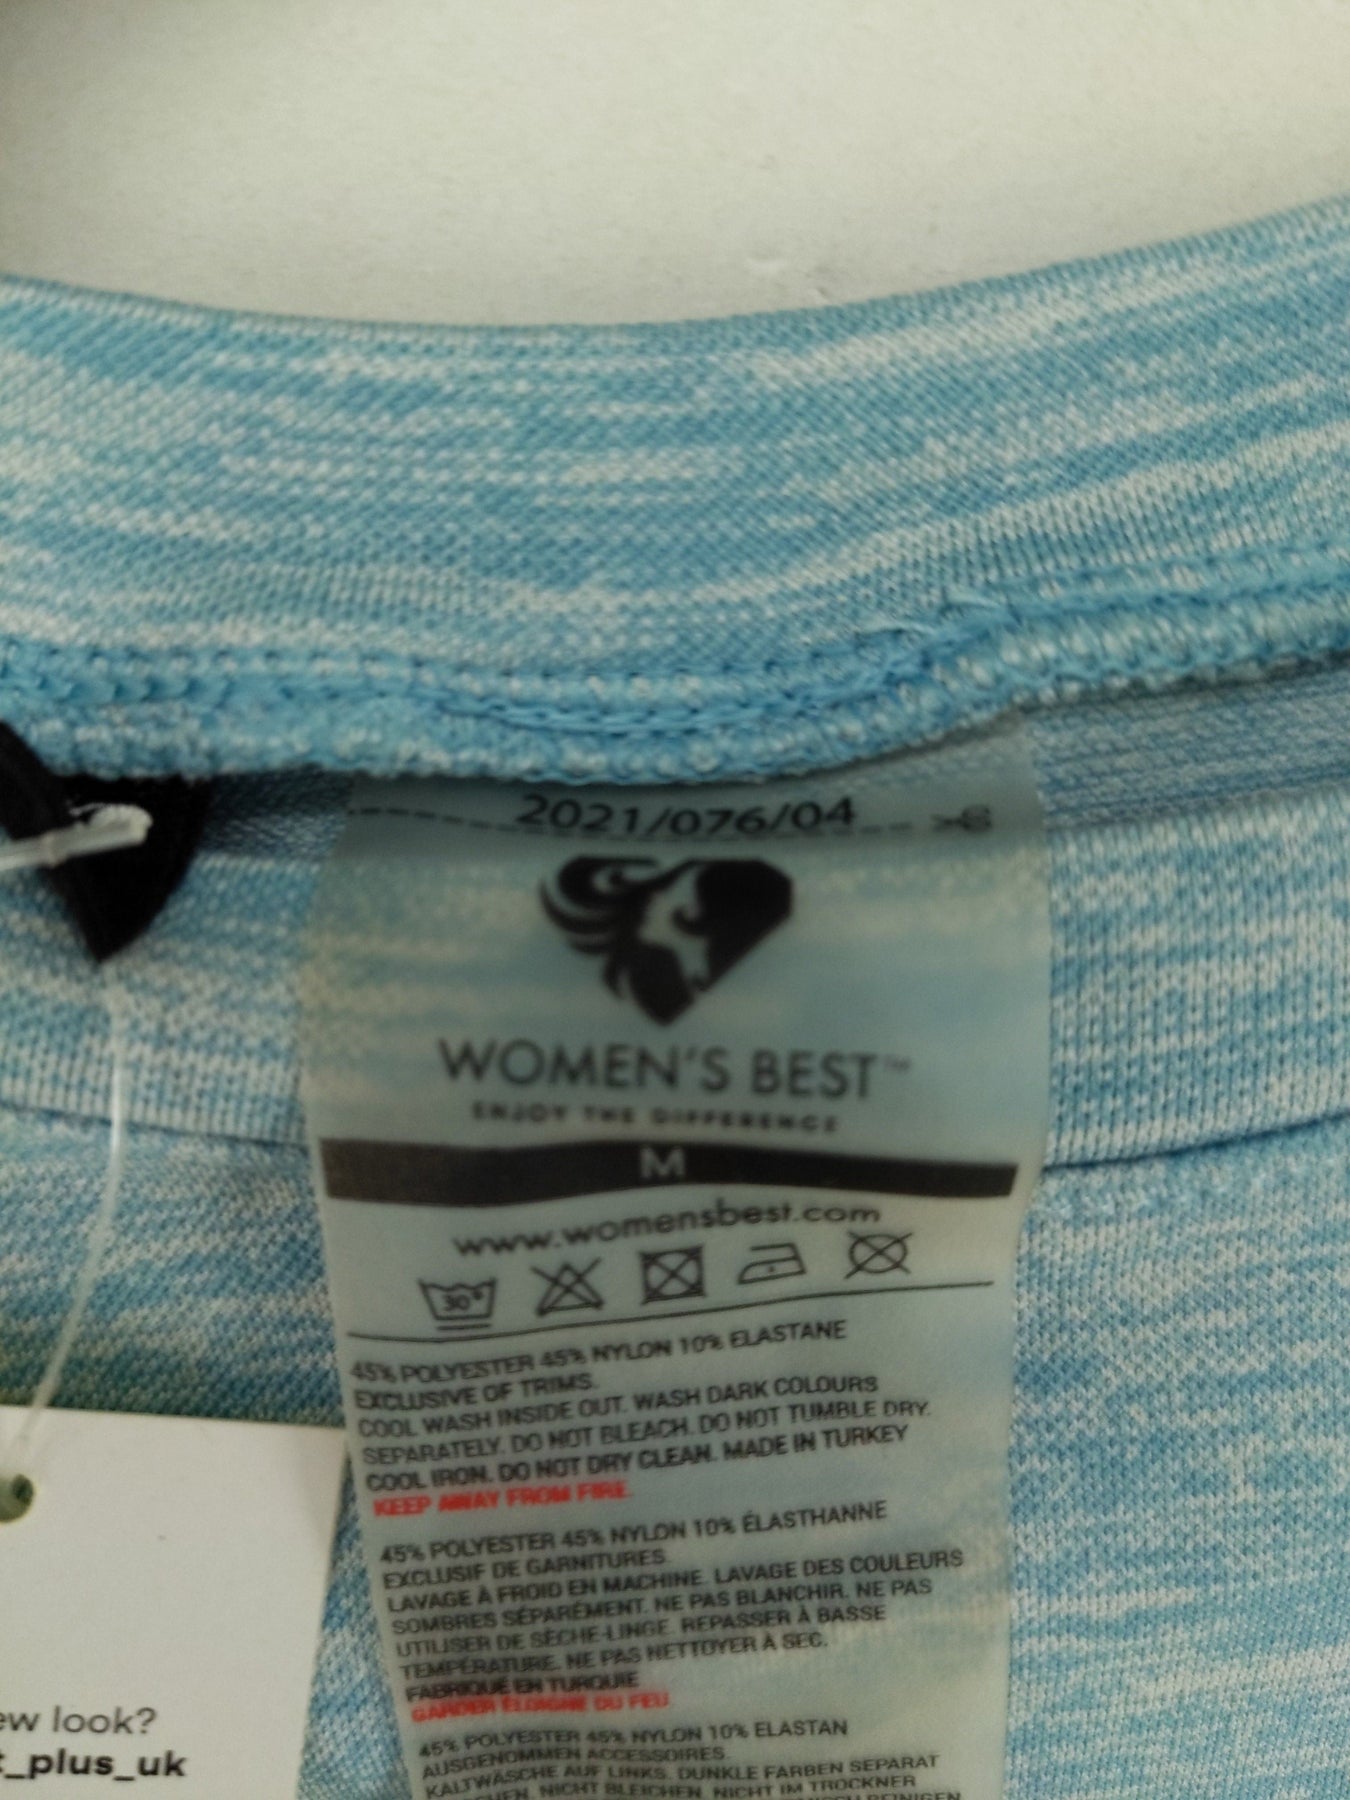 2021/076/04
WOMEN'S BEST™
ENJOY THE DIFFERENCE
M
www.womensbest.com
30°
45% POLYESTER 45% NYLON 10% ELASTANE
EXCLUSIVE OF TRIMS.
COOL WASH INSIDE OUT. WASH DARK COLOURS
SEPARATELY. DO NOT BLEACH. DO NOT TUMBLE DRY.
COOL IRON. DO NOT DRY CLEAN. MADE IN TURKEY
KEEP AWAY FROM FIRE.
45% POLYESTER 45% NYLON 10% ÉLASTHANNE
EXCLUSIF DE GARNITURES
LAVAGE À FROID EN MACHINE. LAVAGE DES COULEURS
SOMBRES SÉPARÉMENT. NE PAS BLANCHIR. NE PAS
UTILISER DE SÈCHE-LINGE. REPASSER À BASSE
TEMPÉRATURE. NE PAS NETTOYER À SEC.
FABRIQUÉ EN TURQUIE
GARDER ÉLOIGNÉ DU FEU
45% POLYESTER 45% NYLON 10% ELASTAN
AUSGENOMMEN ACCESSOIRES.
KALTWÄSCHE AUF LINKS. DUNKLE FARBEN SEPARAT
NICHT BLEICHEN. NICHT IM TROCKNER
REINIGEN
ew look?
t_plus_uk